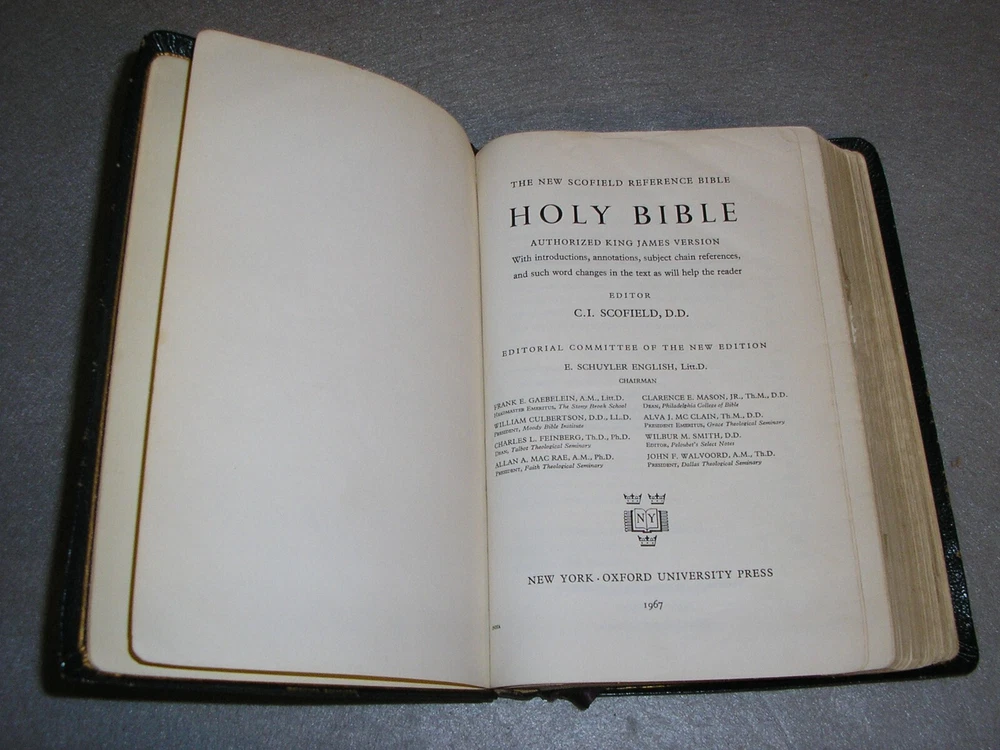 THE NEW SCOFIELD REFERENCE BIBLE
HOLY BIBLE
AUTHORIZED KING JAMES VERSION
With introductions, annotations, subject chain references,
and such word changes in the text as will help the reader
EDITOR
C.I. SCOFIELD, D.D.
EDITORIAL COMMITTEE OF THE NEW EDITION
E. SCHUYLER ENGLISH, Litt.D.
CHAIRMAN
FRANK E. GAEBELEIN, A.M., Litt.D.
HEADMASTER EMERITUS, The Stony Brook School
WILLIAM CULBERTSON, D.D., LL.D.
PRESIDENT, Moody Bible Institute
CHARLES L. FEINBERG, Th.D., Ph.D.
DEAN, Talbot Theological Seminary
ALLAN A. MAC RAE, A.M., Ph.D.
PRESIDENT, Faith Theological Seminary
CLARENCE E. MASON, JR., Th.M., D.D.
DEAN, Philadelphia College of Bible
ALVA J. MC CLAIN, Th.M., D.D.
PRESIDENT EMERITUS, Grace Theological Seminary
WILBUR M. SMITH, D.D.
EDITOR, Peloubet's Select Notes
JOHN F. WALVOORD, A.M., Th.D.
PRESIDENT, Dallas Theological Seminary
NY
NEW YORK · OXFORD UNIVERSITY PRESS
1967